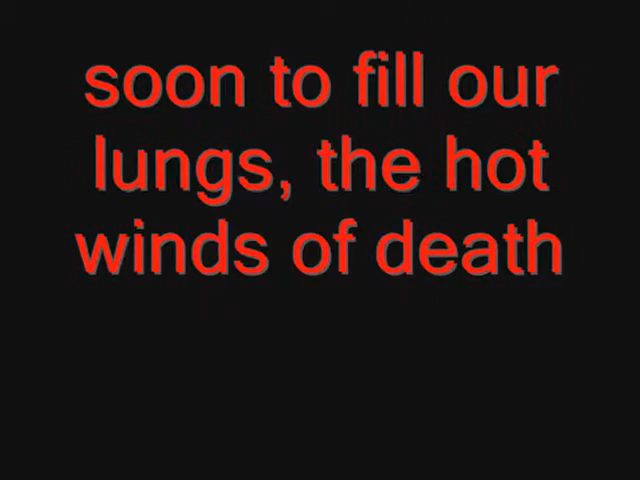 soon to fill our
lungs, the hot
winds of death